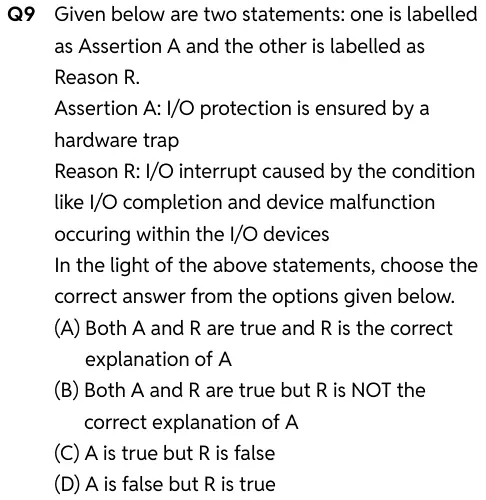 Q9 Given below are two statements: one is labelled
as Assertion A and the other is labelled as
Reason R.
Assertion A: I/O protection is ensured by a
hardware trap
Reason R: I/O interrupt caused by the condition
like I/O completion and device malfunction
occuring within the I/O devices
In the light of the above statements, choose the
correct answer from the options given below.
(A) Both A and R are true and R is the correct
explanation of A
(B) Both A and R are true but R is NOT the
correct explanation of A
(C) A is true but R is false
(D) A is false but R is true